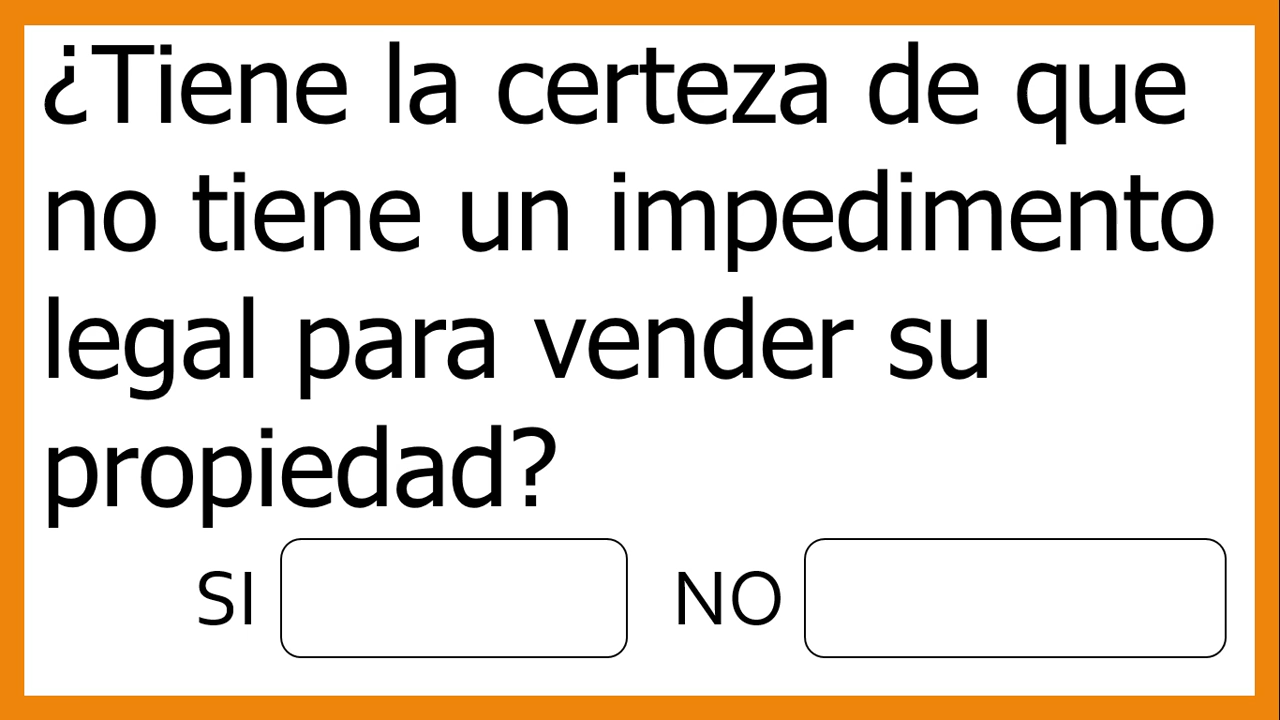 ¿Tiene la certeza de que
no tiene un impedimento
legal para vender su
propiedad?
SI NO